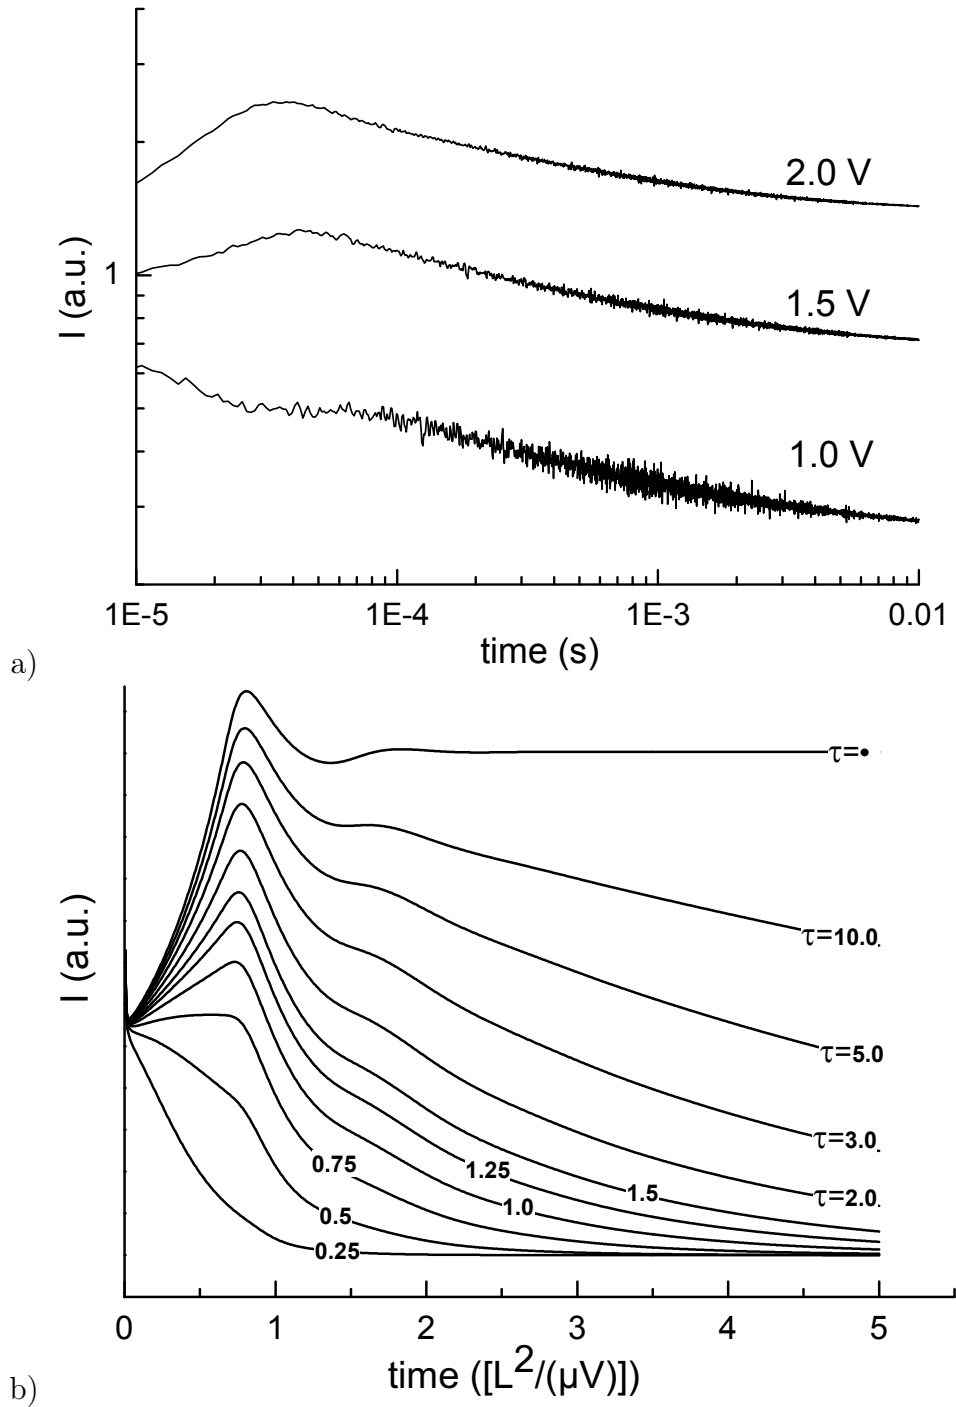 2.0 V
1.5 V
1.0 V
I (a.u.)
1
1E-5 1E-4 1E-3 0.01
time (s)
a)
τ=•
τ=10.0
τ=5.0
τ=3.0
τ=2.0
1.5
1.25
1.0
0.75
0.5
0.25
I (a.u.)
0 1 2 3 4 5
time ([L²/(μV)])
b)